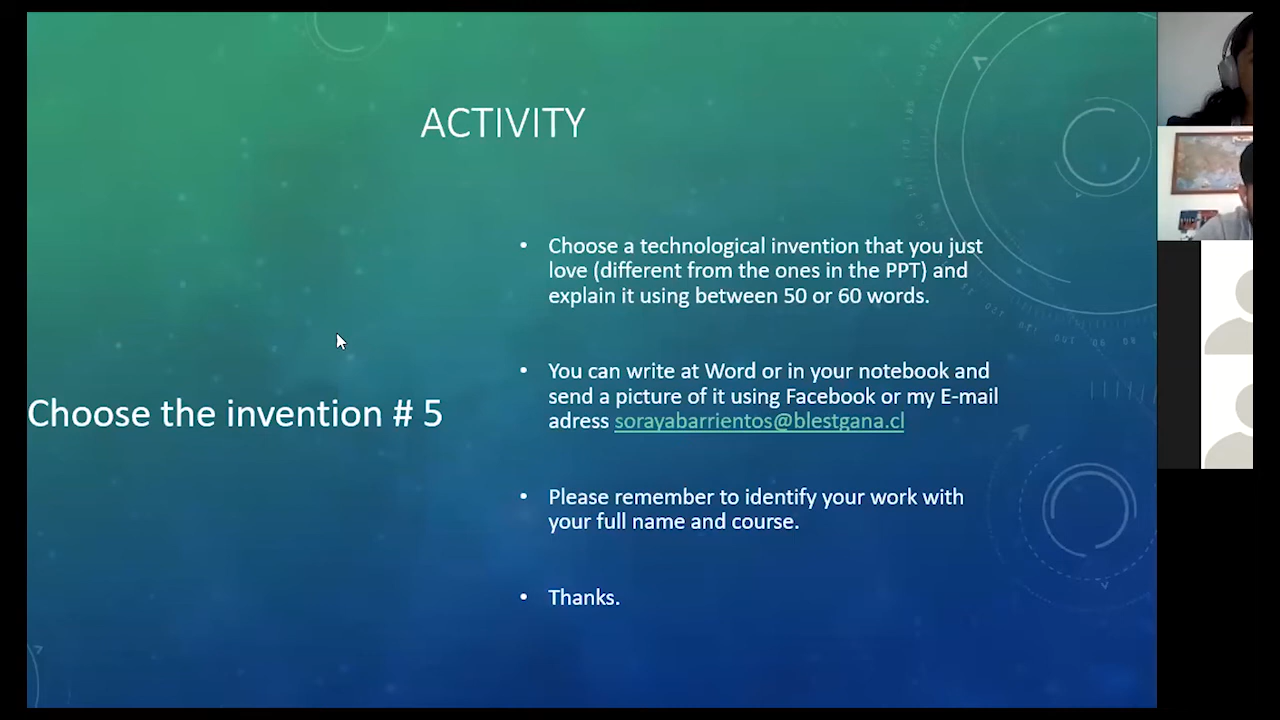 ACTIVITY
Choose the invention # 5
• Choose a technological invention that you just
love (different from the ones in the PPT) and
explain it using between 50 or 60 words.
• You can write at Word or in your notebook and
send a picture of it using Facebook or my E-mail
adress sorayabarrientos@blestgana.cl
• Please remember to identify your work with
your full name and course.
• Thanks.